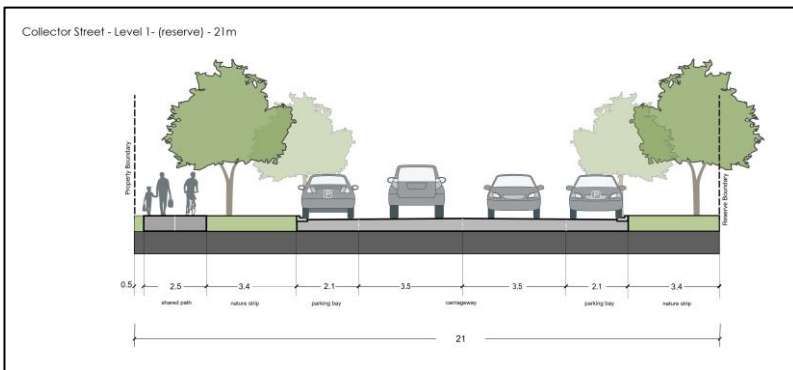 Collector Street - Level 1- (reserve) - 21m
Property Boundary
Reserve Boundary
P
P
0.5
2.5
3.4
2.1
3.5
3.5
2.1
3.4
shared path
nature strip
parking bay
carriageway
parking bay
nature strip
21